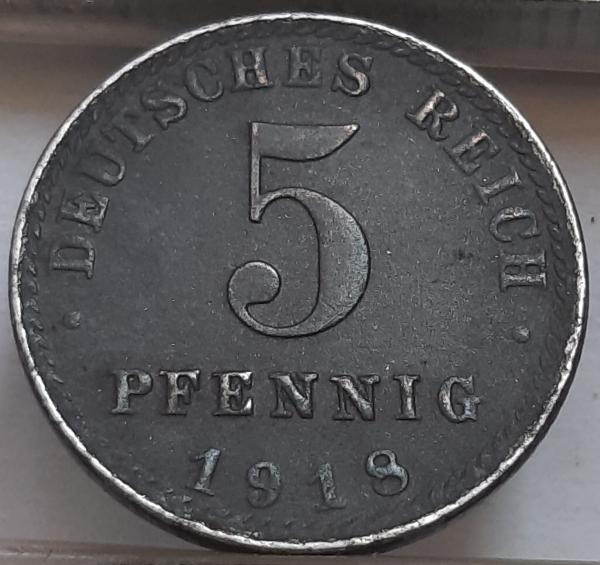 DEUTSCHES REICH
5
PFENNIG
1918